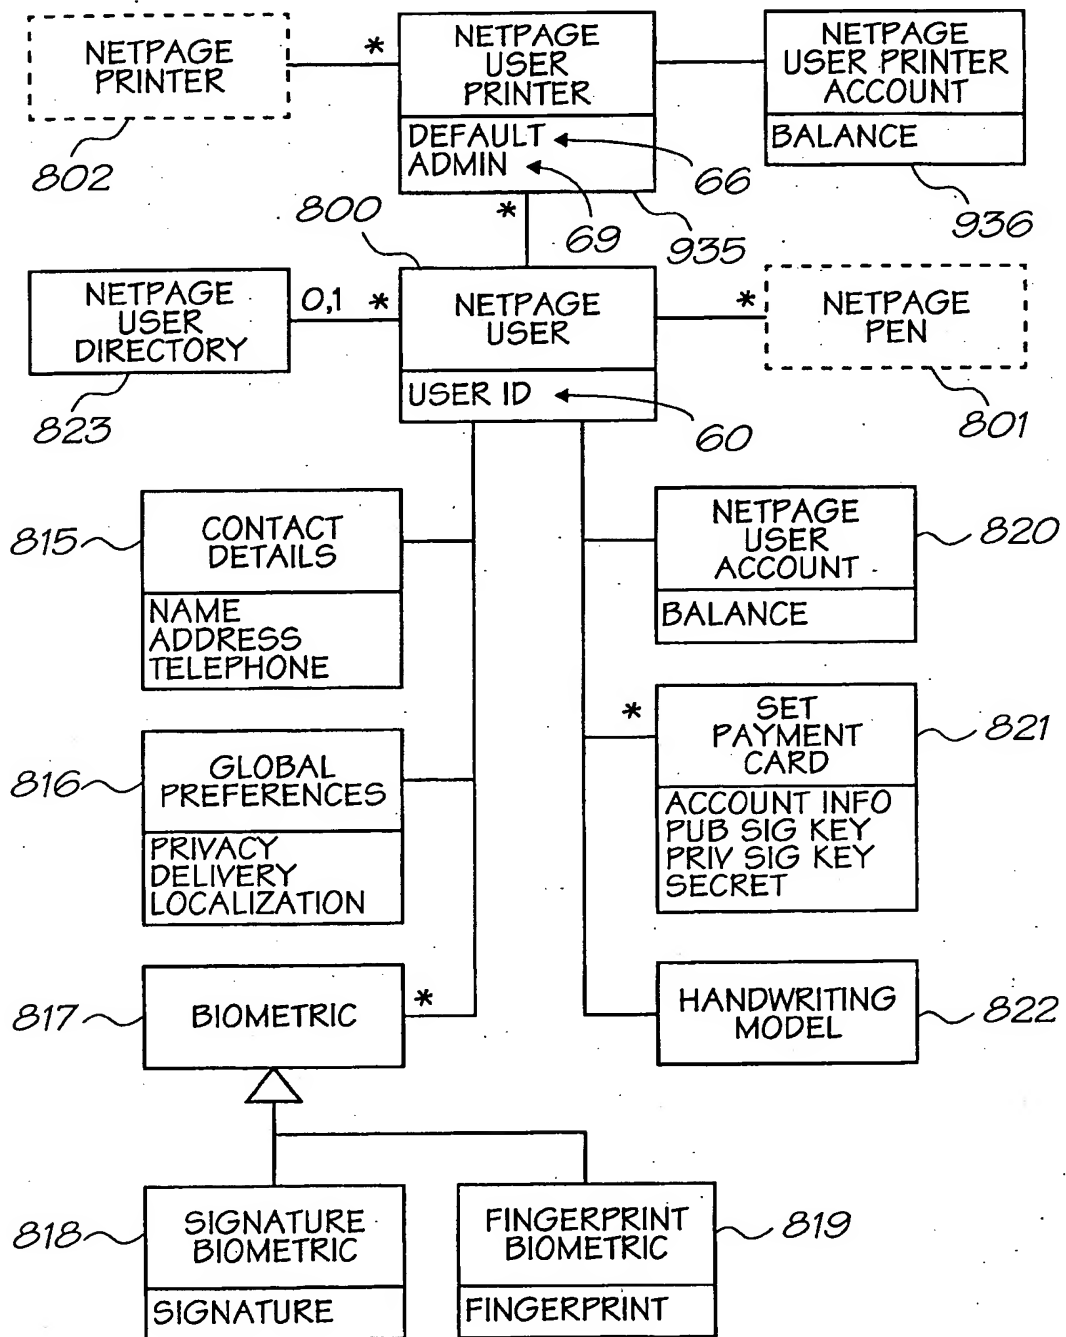 NETPAGE
PRINTER
802
*
NETPAGE
USER
PRINTER
DEFAULT
ADMIN
66
69
935
NETPAGE
USER PRINTER
ACCOUNT
BALANCE
936
*
800
NETPAGE
USER
DIRECTORY
823
0,1
*
NETPAGE
USER
USER ID
60
*
NETPAGE
PEN
801
815
CONTACT
DETAILS
NAME
ADDRESS
TELEPHONE
NETPAGE
USER
ACCOUNT
BALANCE
820
816
GLOBAL
PREFERENCES
PRIVACY
DELIVERY
LOCALIZATION
*
SET
PAYMENT
CARD
ACCOUNT INFO
PUB SIG KEY
PRIV SIG KEY
SECRET
821
817
BIOMETRIC
*
HANDWRITING
MODEL
822
818
SIGNATURE
BIOMETRIC
SIGNATURE
FINGERPRINT
BIOMETRIC
FINGERPRINT
819